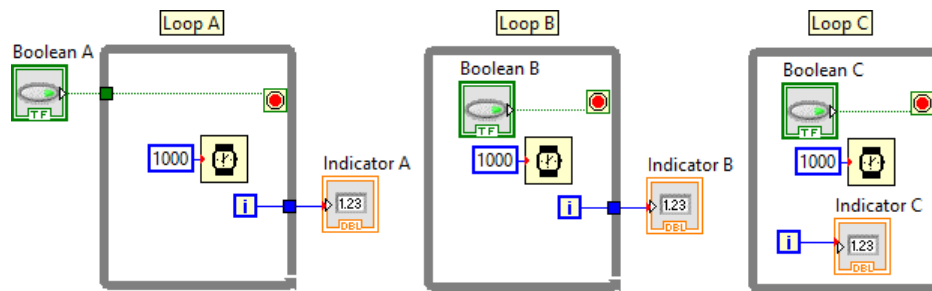 Loop A
Loop B
Loop C
Boolean A
Boolean B
Boolean C
TF
TF
TF
1000
1000
1000
Indicator A
Indicator B
Indicator C
i
1.23
DBL
i
1.23
DBL
i
1.23
DBL